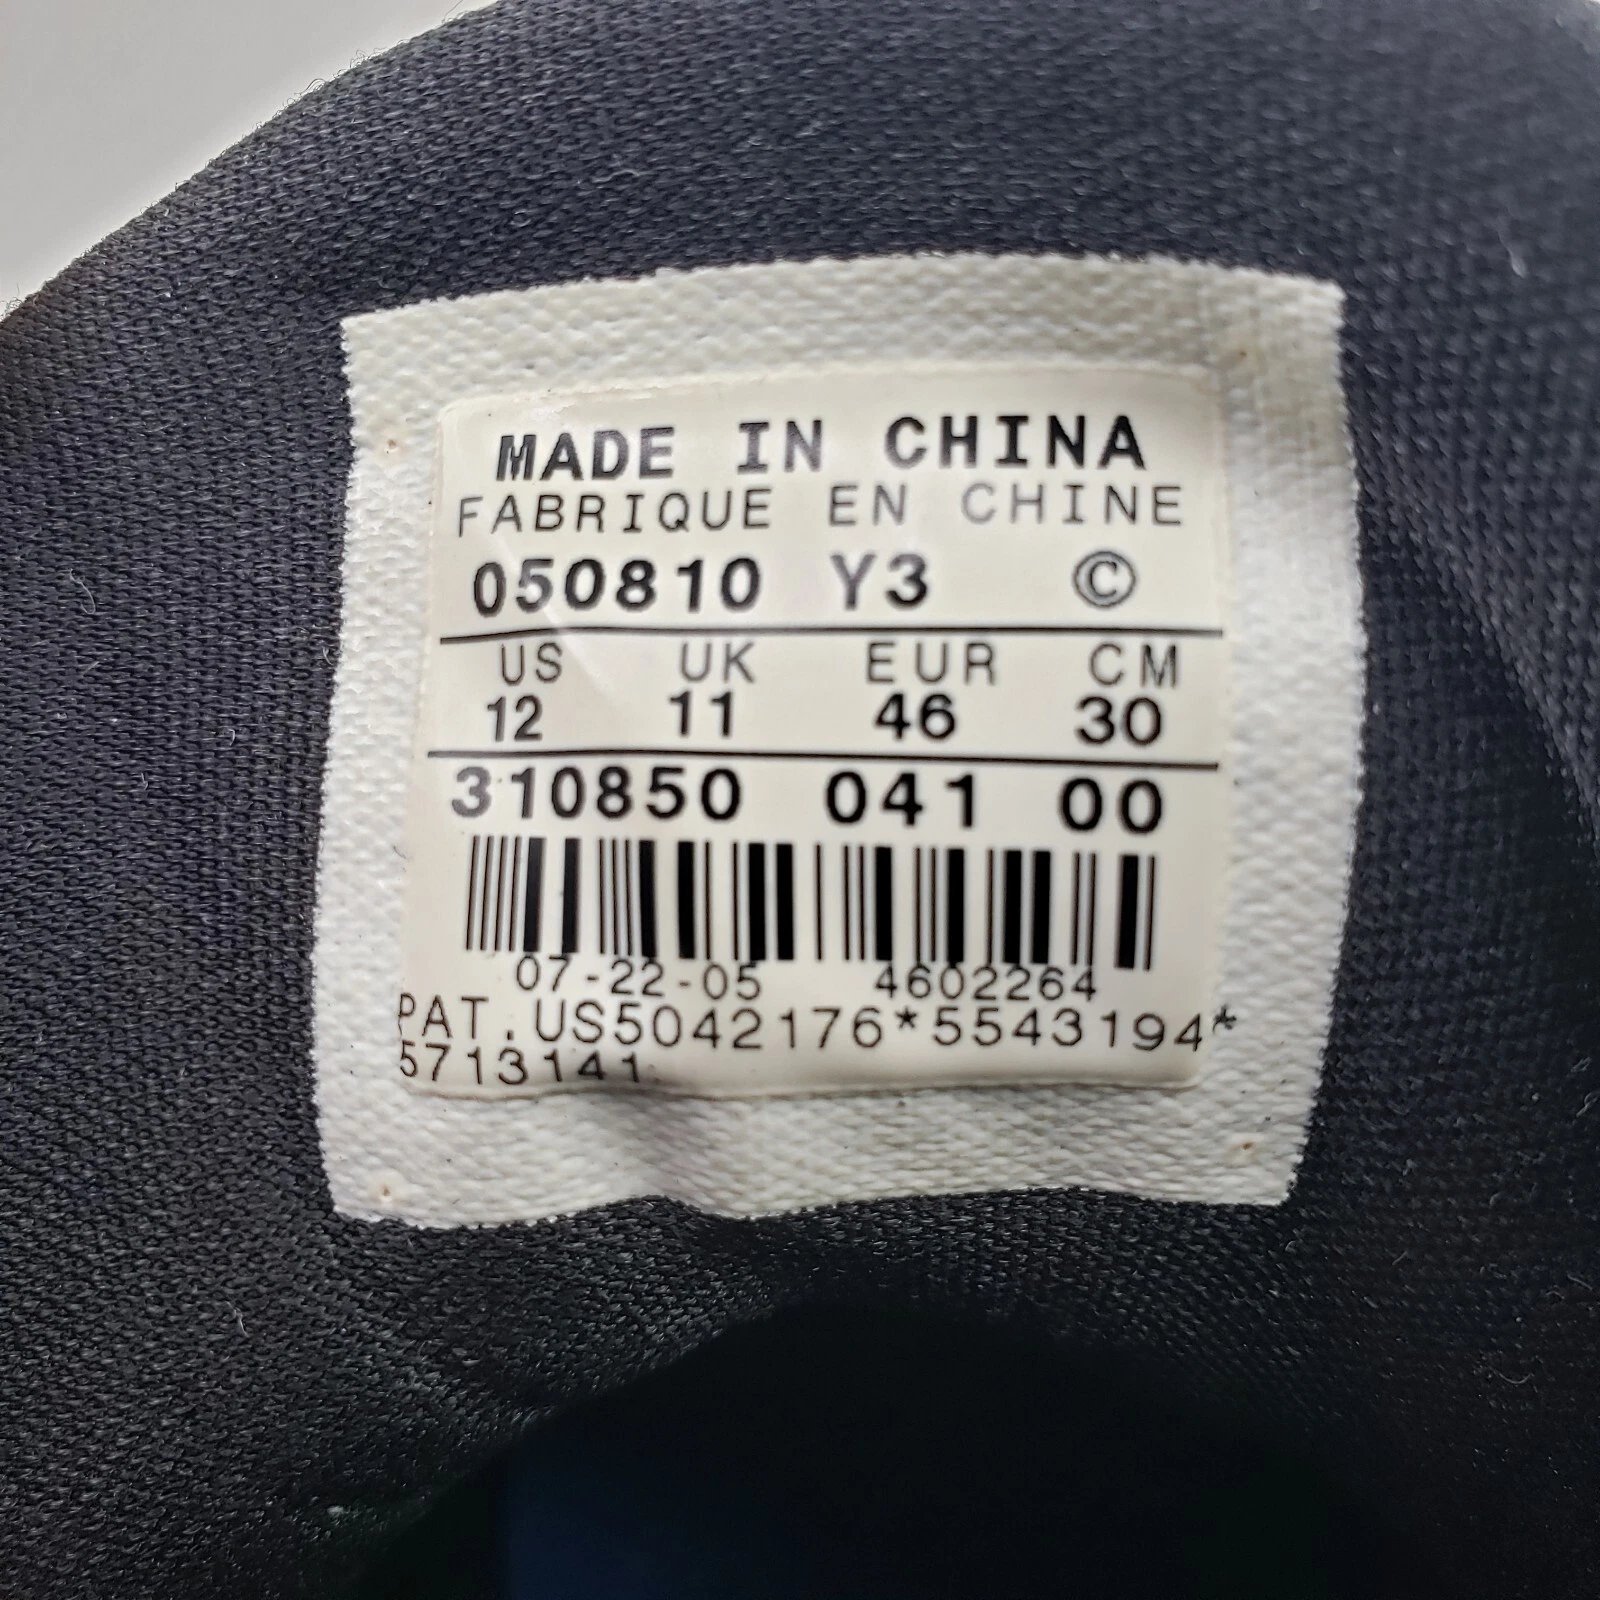 MADE IN CHINA
FABRIQUE EN CHINE
050810 Y3 ©
US UK EUR CM
12 11 46 30
310850 041 00
07-22-05 4602264
PAT.US5042176*5543194*
5713141